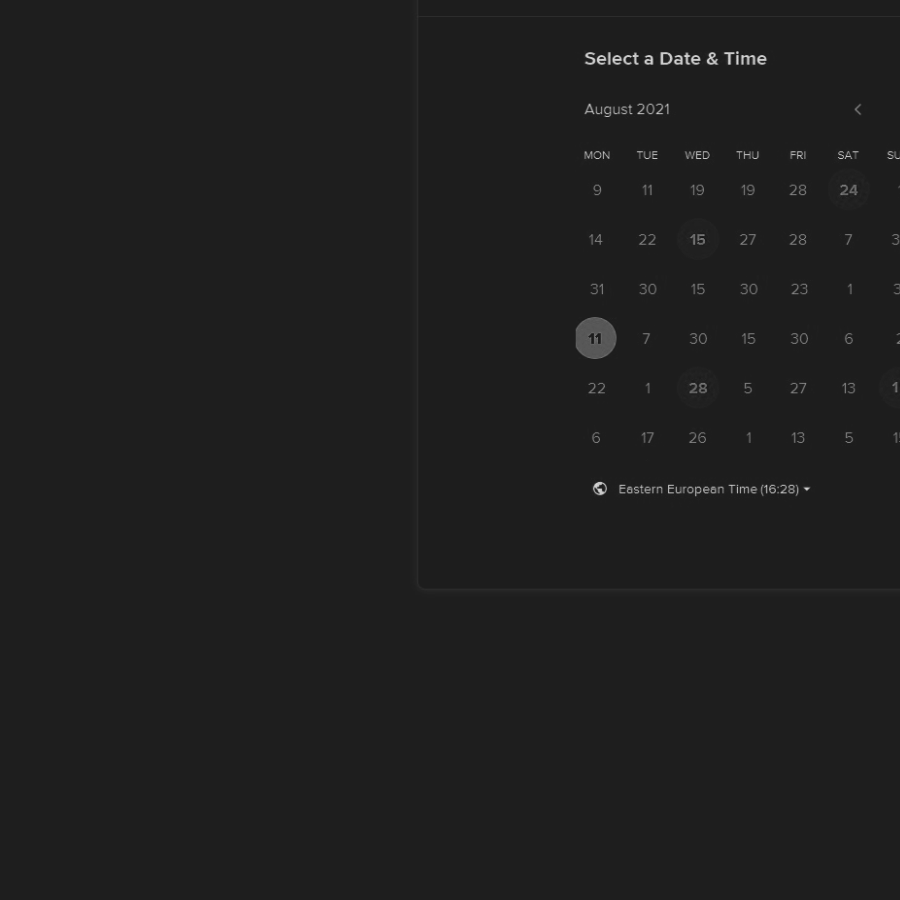 Select a Date & Time
August 2021
MON TUE WED THU FRI SAT SU
9 11 19 19 28 24
14 22 15 27 28 7 3
31 30 15 30 23 1 3
11 7 30 15 30 6 2
22 1 28 5 27 13 1
6 17 26 1 13 5 15
Eastern European Time (16:28)